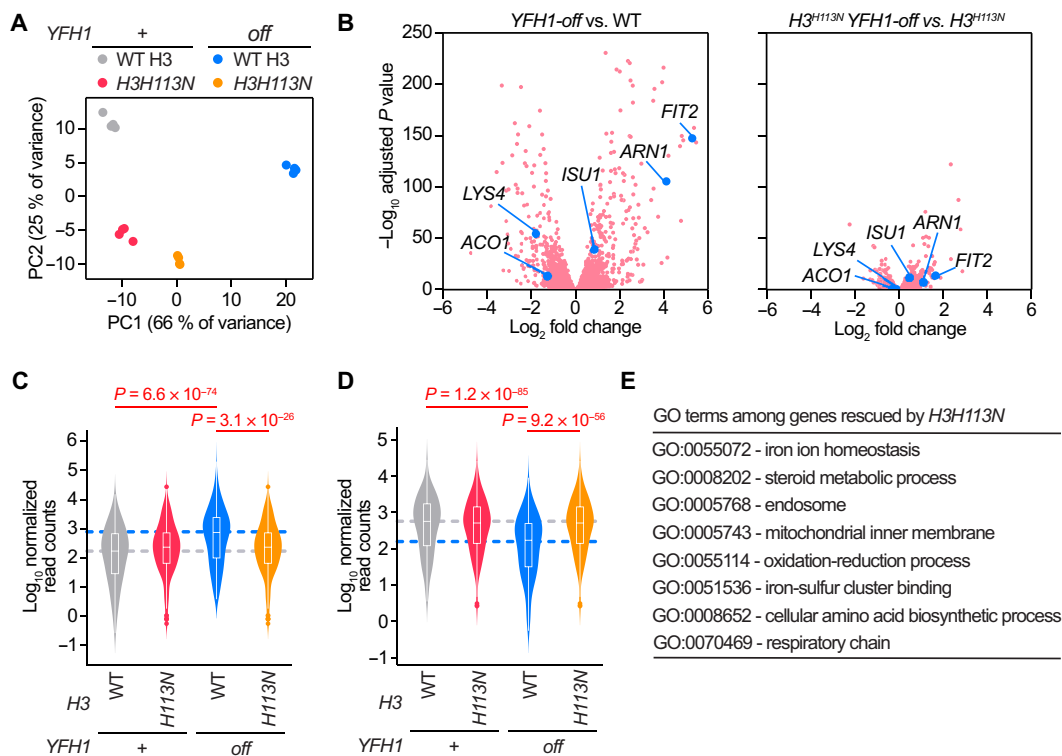 A
YFH1 + off
WT H3 WT H3
H3H113N H3H113N
10
5
0
−5
−10
PC2 (25 % of variance)
−10 0 10 20
PC1 (66 % of variance)
B
YFH1-off vs. WT
250
200
150
100
50
0
−Log10 adjusted P value
FIT2
ARN1
ISU1
LYS4
ACO1
−6 −4 −2 0 2 4 6
Log2 fold change
H3H113N YFH1-off vs. H3H113N
ISU1
ARN1
LYS4
FIT2
ACO1
−6 −4 −2 0 2 4 6
Log2 fold change
C
P = 6.6 × 10−74
P = 3.1 × 10−26
6
5
4
3
2
1
0
−1
Log10 normalized
read counts
H3 WT H113N WT H113N
YFH1 + off
D
P = 1.2 × 10−85
P = 9.2 × 10−56
5
4
3
2
1
0
−1
Log10 normalized
read counts
H3 WT H113N WT H113N
YFH1 + off
E
GO terms among genes rescued by H3H113N
GO:0055072 - iron ion homeostasis
GO:0008202 - steroid metabolic process
GO:0005768 - endosome
GO:0005743 - mitochondrial inner membrane
GO:0055114 - oxidation-reduction process
GO:0051536 - iron-sulfur cluster binding
GO:0008652 - cellular amino acid biosynthetic process
GO:0070469 - respiratory chain